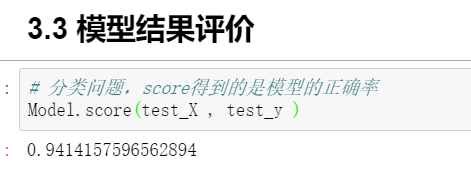 3.3 模型结果评价
: # 分类问题，score得到的是模型的正确率
Model.score(test_X , test_y )
: 0.9414157596562894